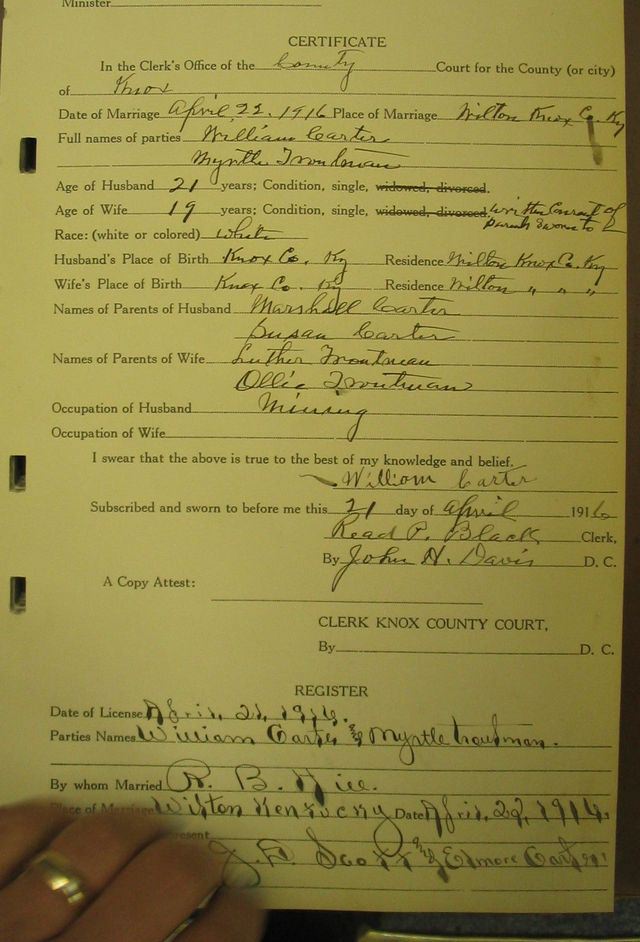 Minister
CERTIFICATE
In the Clerk's Office of the County Court for the County (or city)
of Knox
Date of Marriage April, 22, 1916 Place of Marriage Wilton Knox Co. Ky
Full names of parties William Carter
Myrtle Troutman
Age of Husband 21 years; Condition, single, widowed, divorced.
Age of Wife 19 years; Condition, single, widowed, divorced. written Consent of
parents sworn to
Race: (white or colored) white
Husband's Place of Birth Knox Co. Ky Residence Wilton Knox Co. Ky
Wife's Place of Birth Knox Co. Ky Residence Wilton " " "
Names of Parents of Husband Marshall Carter
Susan Carter
Names of Parents of Wife Luther Troutman
Ollie Troutman
Occupation of Husband Mining
Occupation of Wife
I swear that the above is true to the best of my knowledge and belief.
William Carter
Subscribed and sworn to before me this 21 day of April 1916
Read P. Black Clerk,
By John H. Davis D. C.
A Copy Attest:
CLERK KNOX COUNTY COURT,
By D. C.
REGISTER
Date of License April, 21, 1916.
Parties Names William Carter & Myrtle Troutman.
By whom Married R. B. Hill.
Place of Marriage Wilton Kentucky Date April, 22, 1916.
present
Scott & Elmore Carter